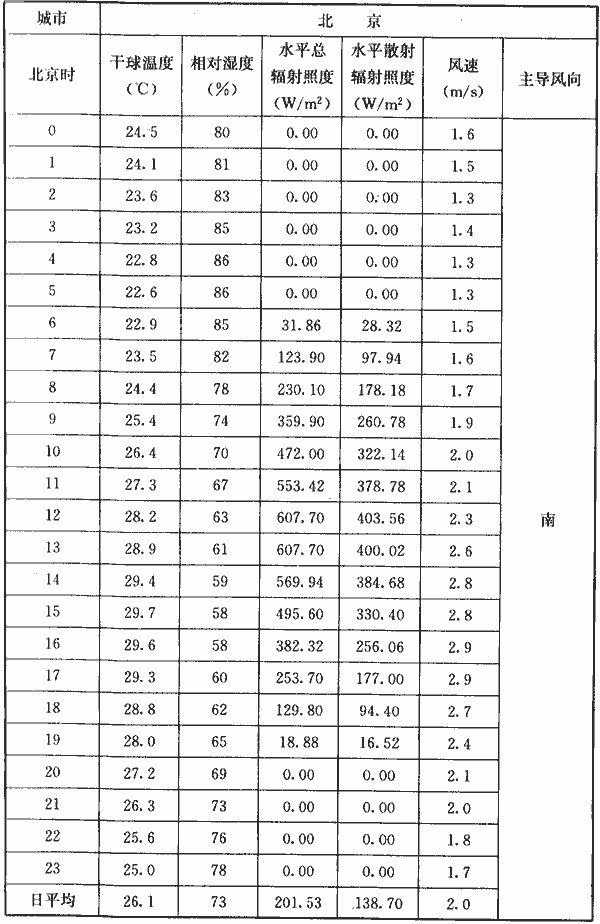 城市 北 京
北京时 干球温度(℃) 相对湿度(%) 水平总辐射照度(W/m²) 水平散射辐射照度(W/m²) 风速(m/s) 主导风向
0 24.5 80 0.00 0.00 1.6
1 24.1 81 0.00 0.00 1.5
2 23.6 83 0.00 0.00 1.3
3 23.2 85 0.00 0.00 1.4
4 22.8 86 0.00 0.00 1.3
5 22.6 86 0.00 0.00 1.3
6 22.9 85 31.86 28.32 1.5
7 23.5 82 123.90 97.94 1.6
8 24.4 78 230.10 178.18 1.7
9 25.4 74 359.90 260.78 1.9
10 26.4 70 472.00 322.14 2.0
11 27.3 67 553.42 378.78 2.1
12 28.2 63 607.70 403.56 2.3 南
13 28.9 61 607.70 400.02 2.6
14 29.4 59 569.94 384.68 2.8
15 29.7 58 495.60 330.40 2.8
16 29.6 58 382.32 256.06 2.9
17 29.3 60 253.70 177.00 2.9
18 28.8 62 129.80 94.40 2.7
19 28.0 65 18.88 16.52 2.4
20 27.2 69 0.00 0.00 2.1
21 26.3 73 0.00 0.00 2.0
22 25.6 76 0.00 0.00 1.8
23 25.0 78 0.00 0.00 1.7
日平均 26.1 73 201.53 138.70 2.0